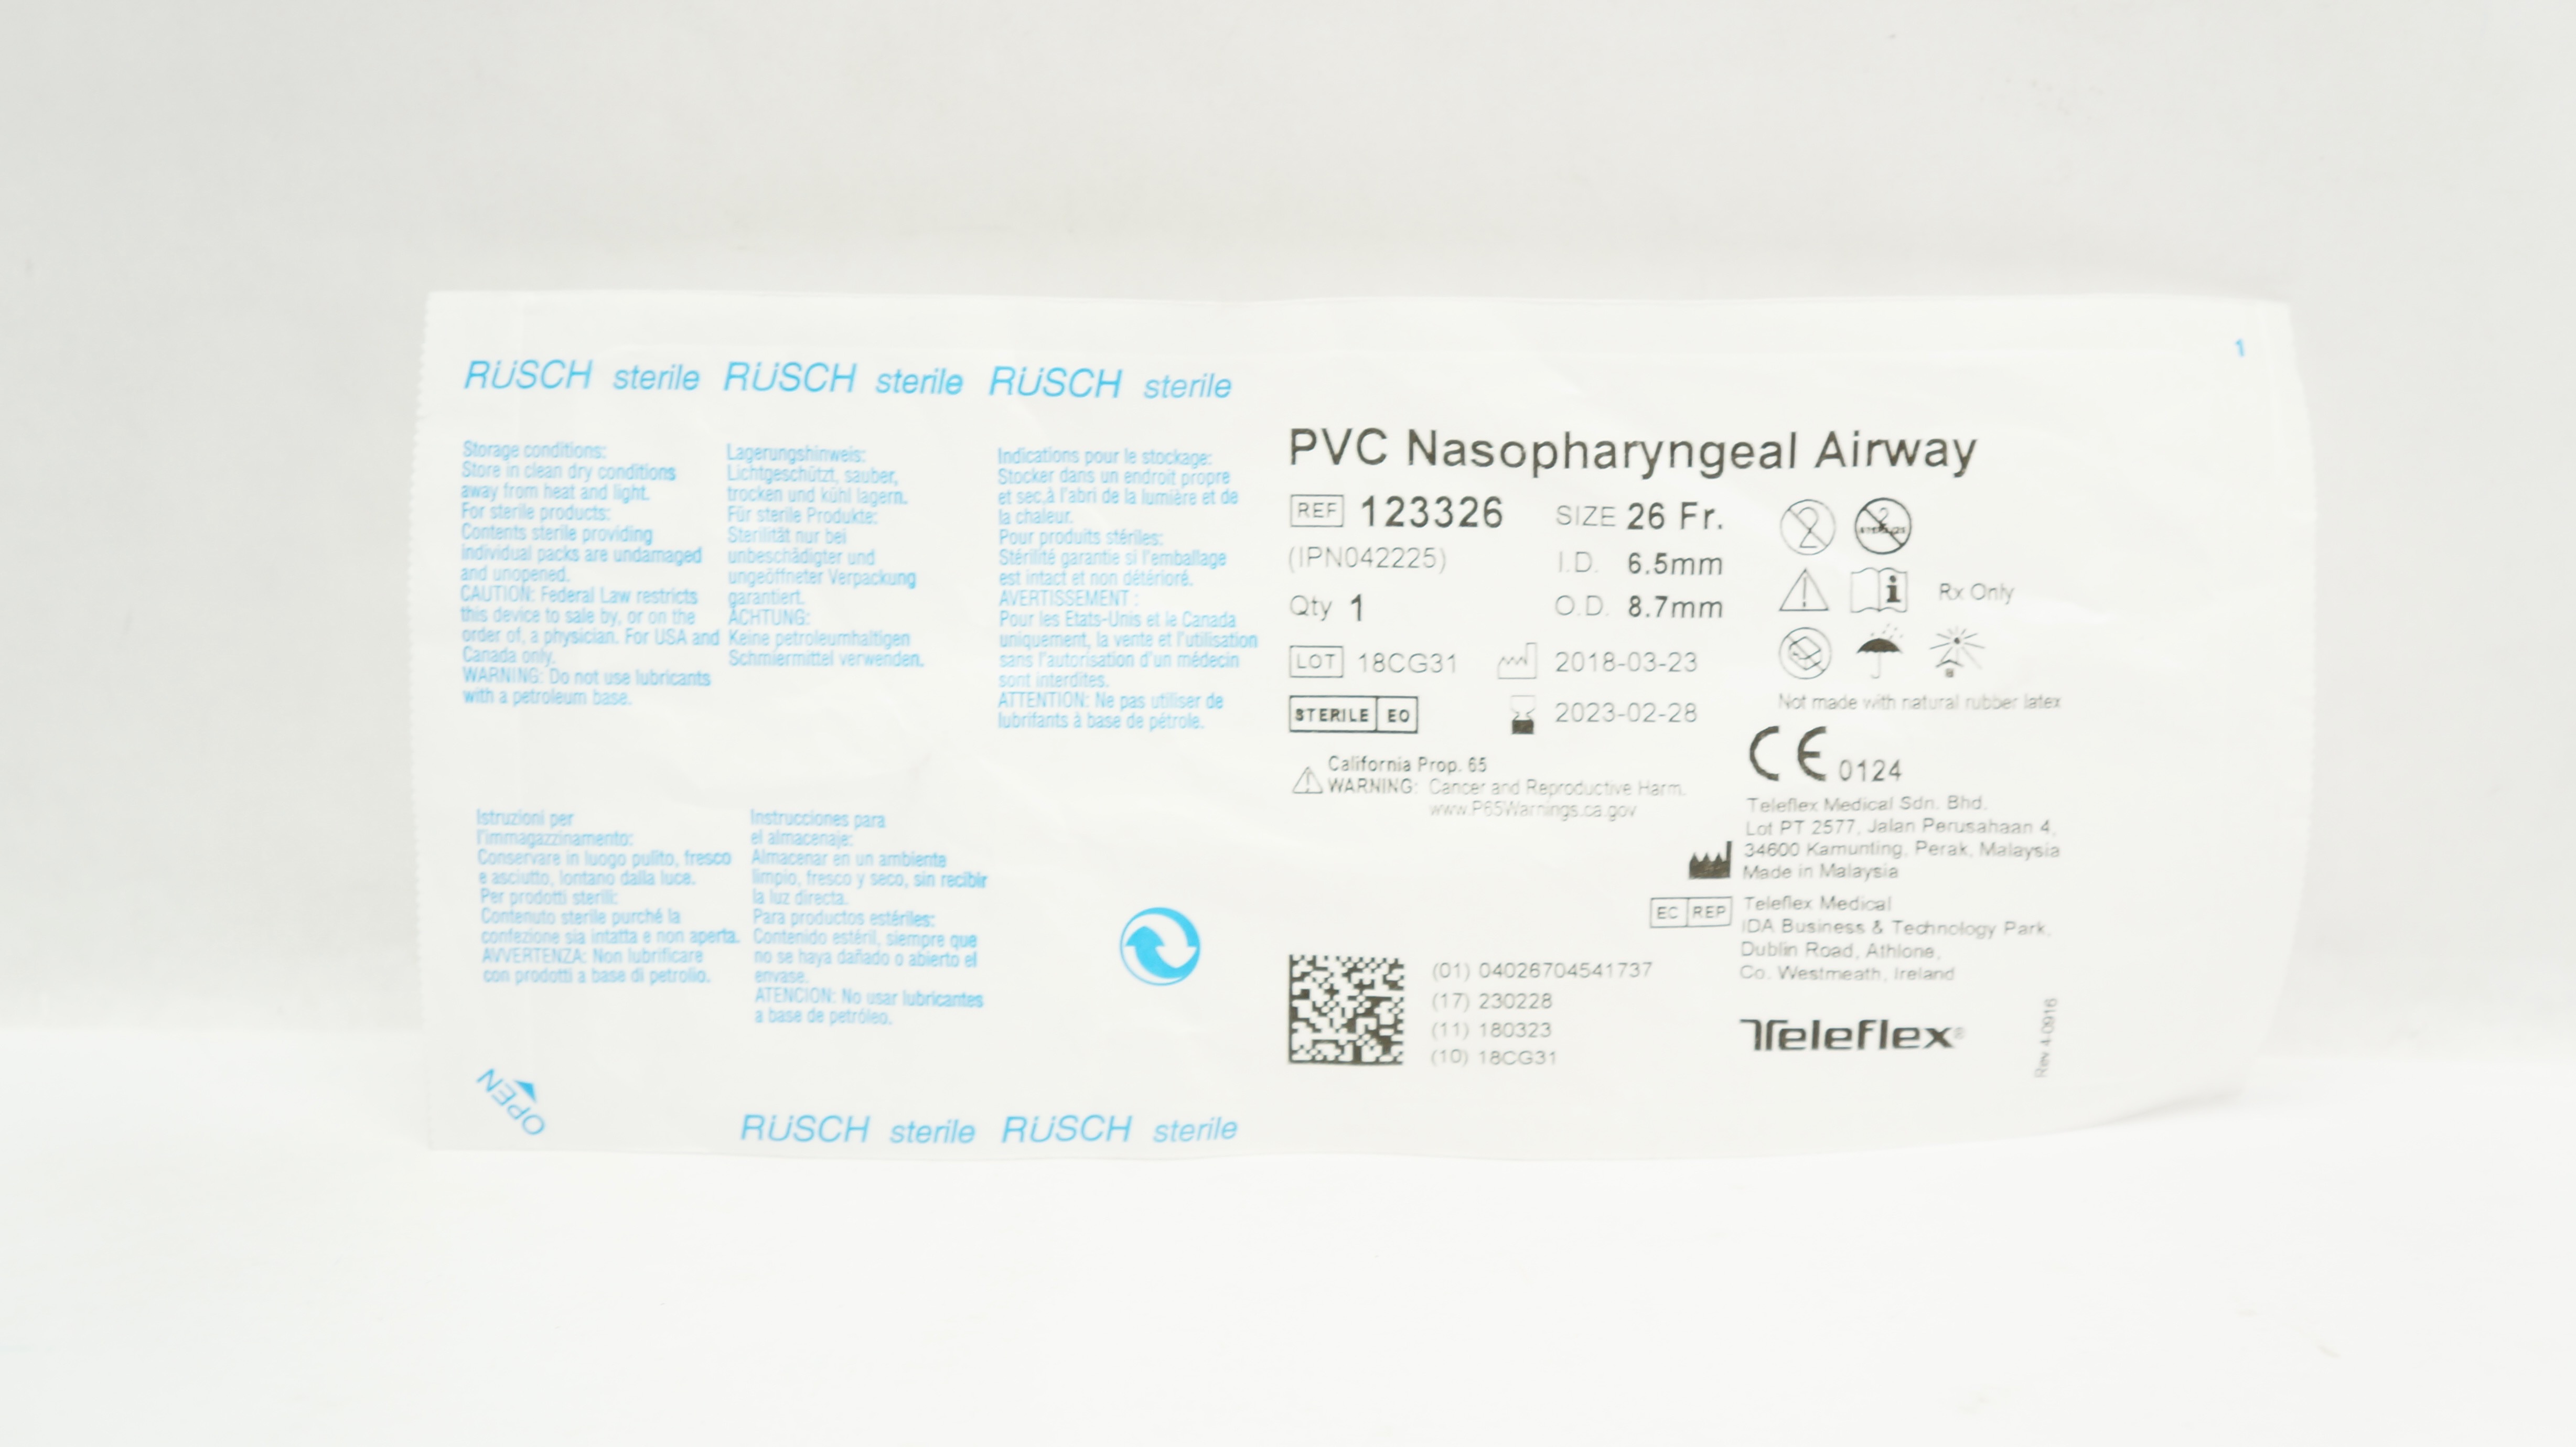 RÜSCH sterile RÜSCH sterile RÜSCH sterile
1
Storage conditions:
Store in clean dry conditions
away from heat and light.
For sterile products:
Contents sterile providing
individual packs are undamaged
and unopened.
CAUTION: Federal Law restricts
this device to sale by, or on the
order of, a physician. For USA and
Canada only.
WARNING: Do not use lubricants
with a petroleum base.
Lagerungshinweis:
Lichtgeschützt, sauber,
trocken und kühl lagern.
Für sterile Produkte:
Sterilität nur bei
unbeschädigter und
ungeöffneter Verpackung
garantiert.
ACHTUNG:
Keine petroleumhaltigen
Schmiermittel verwenden.
Indications pour le stockage:
Stocker dans un endroit propre
et sec,à l'abri de la lumière et de
la chaleur.
Pour produits stériles:
Stérilité garantie si l'emballage
est intact et non détérioré.
AVERTISSEMENT :
Pour les Etats-Unis et le Canada
uniquement, la vente et l'utilisation
sans l'autorisation d'un médecin
sont interdites.
ATTENTION: Ne pas utiliser de
lubrifants à base de pétrole.
Istruzioni per
l'immagazzinamento:
Conservare in luogo pulito, fresco
e asciutto, lontano dalla luce.
Per prodotti sterili:
Contenuto sterile purché la
confezione sia intatta e non aperta.
AVVERTENZA: Non lubrificare
con prodotti a base di petrolio.
Instrucciones para
el almacenaje:
Almacenar en un ambiente
limpio, fresco y seco, sin recibir
la luz directa.
Para productos estériles:
Contenido estéril, siempre que
no se haya dañado o abierto el
envase.
ATENCION: No usar lubricantes
a base de petróleo.
OPEN
RÜSCH sterile RÜSCH sterile
PVC Nasopharyngeal Airway
REF 123326 SIZE 26 Fr.
(IPN042225) I.D. 6.5mm
Qty 1 O.D. 8.7mm
LOT 18CG31 2018-03-23
STERILE EO 2023-02-28
2
2
STERILIZE
i Rx Only
Not made with natural rubber latex
California Prop. 65
WARNING: Cancer and Reproductive Harm.
www.P65Warnings.ca.gov
CE 0124
Teleflex Medical Sdn. Bhd.
Lot PT 2577, Jalan Perusahaan 4,
34600 Kamunting, Perak, Malaysia
Made in Malaysia
EC REP Teleflex Medical
IDA Business & Technology Park,
Dublin Road, Athlone,
Co. Westmeath, Ireland
(01) 04026704541737
(17) 230228
(11) 180323
(10) 18CG31
Teleflex®
Rev 4-0916